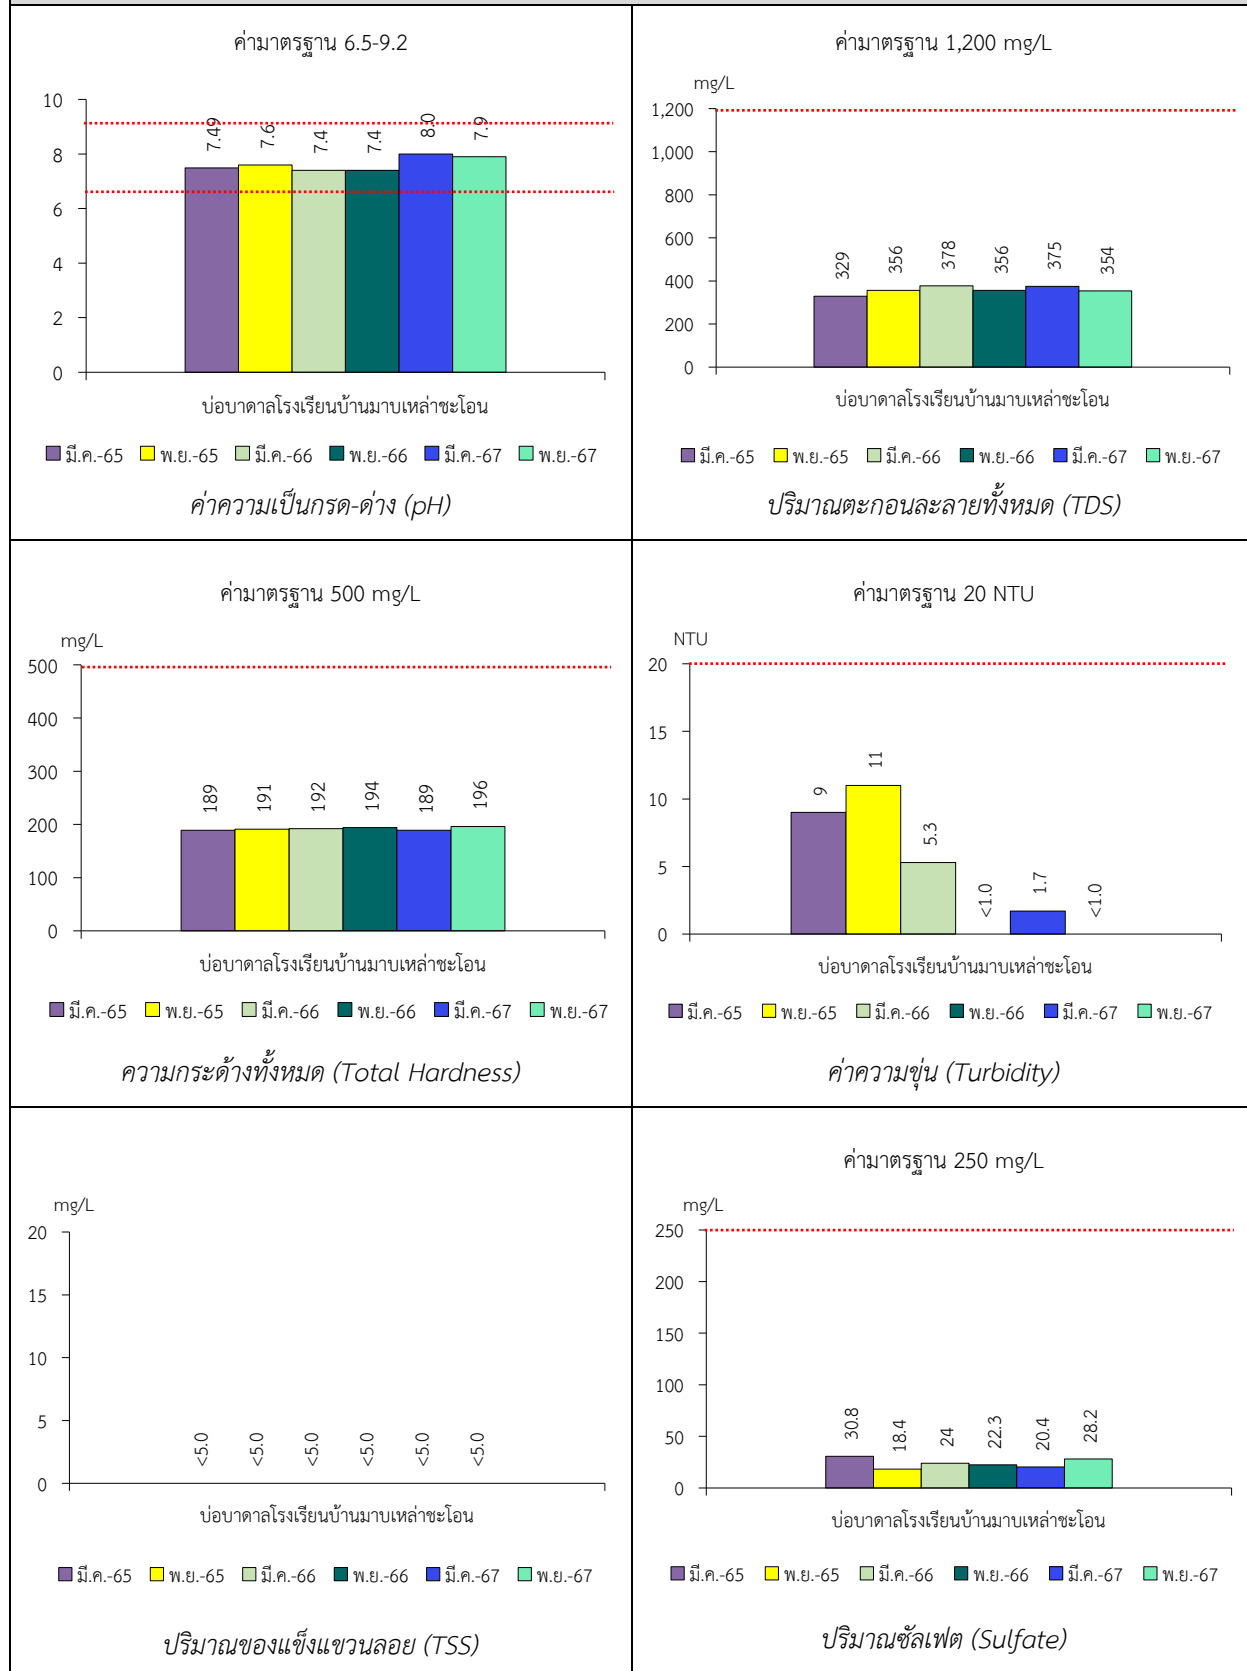 ค่ามาตรฐาน 6.5-9.2
10
8
6
4
2
0
7.49
7.6
7.4
7.4
8.0
7.9
บ่อบาดาลโรงเรียนบ้านมาบเหล่าชะโอน
มี.ค.-65 พ.ย.-65 มี.ค.-66 พ.ย.-66 มี.ค.-67 พ.ย.-67
ค่าความเป็นกรด-ด่าง (pH)
ค่ามาตรฐาน 1,200 mg/L
mg/L
1,200
1,000
800
600
400
200
0
329
356
378
356
375
354
บ่อบาดาลโรงเรียนบ้านมาบเหล่าชะโอน
มี.ค.-65 พ.ย.-65 มี.ค.-66 พ.ย.-66 มี.ค.-67 พ.ย.-67
ปริมาณตะกอนละลายทั้งหมด (TDS)
ค่ามาตรฐาน 500 mg/L
mg/L
500
400
300
200
100
0
189
191
192
194
189
196
บ่อบาดาลโรงเรียนบ้านมาบเหล่าชะโอน
มี.ค.-65 พ.ย.-65 มี.ค.-66 พ.ย.-66 มี.ค.-67 พ.ย.-67
ความกระด้างทั้งหมด (Total Hardness)
ค่ามาตรฐาน 20 NTU
NTU
20
15
10
5
0
9
11
5.3
<1.0
1.7
<1.0
บ่อบาดาลโรงเรียนบ้านมาบเหล่าชะโอน
มี.ค.-65 พ.ย.-65 มี.ค.-66 พ.ย.-66 มี.ค.-67 พ.ย.-67
ค่าความขุ่น (Turbidity)
mg/L
20
15
10
5
0
<5.0
<5.0
<5.0
<5.0
<5.0
<5.0
บ่อบาดาลโรงเรียนบ้านมาบเหล่าชะโอน
มี.ค.-65 พ.ย.-65 มี.ค.-66 พ.ย.-66 มี.ค.-67 พ.ย.-67
ปริมาณของแข็งแขวนลอย (TSS)
ค่ามาตรฐาน 250 mg/L
mg/L
250
200
150
100
50
0
30.8
18.4
24
22.3
20.4
28.2
บ่อบาดาลโรงเรียนบ้านมาบเหล่าชะโอน
มี.ค.-65 พ.ย.-65 มี.ค.-66 พ.ย.-66 มี.ค.-67 พ.ย.-67
ปริมาณซัลเฟต (Sulfate)